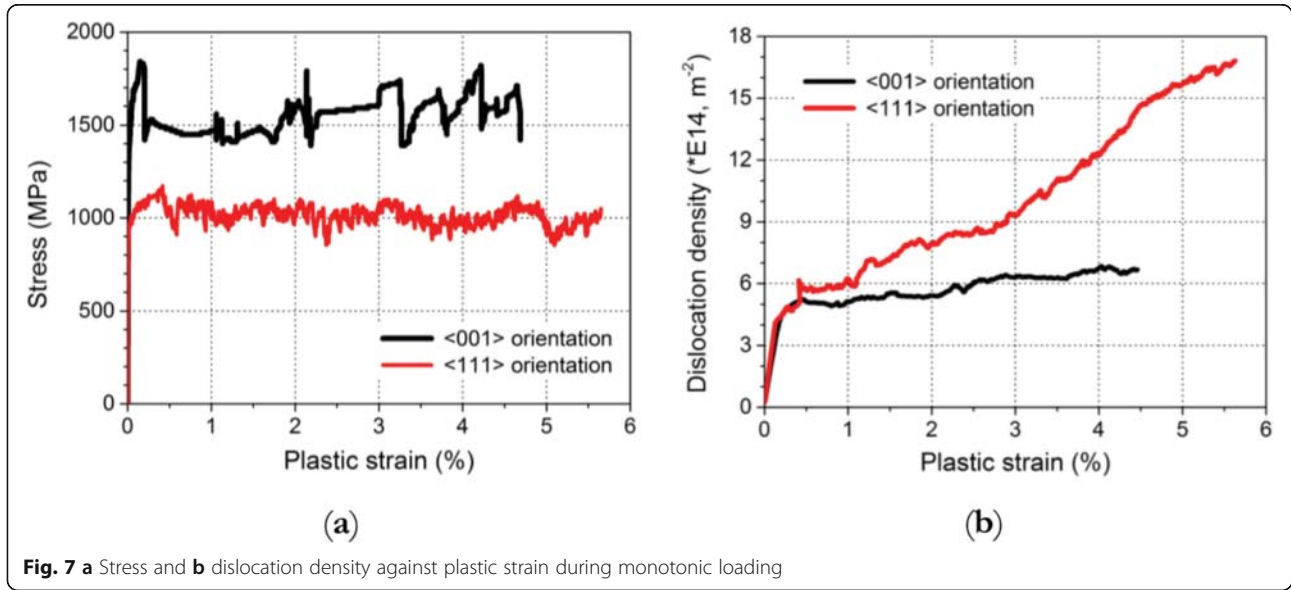 2000
1500
1000
500
0
Stress (MPa)
<001> orientation
<111> orientation
0 1 2 3 4 5 6
Plastic strain (%)
(a)
18
15
12
9
6
3
0
Dislocation density (*E14, m-2)
<001> orientation
<111> orientation
0 1 2 3 4 5 6
Plastic strain (%)
(b)
Fig. 7 a Stress and b dislocation density against plastic strain during monotonic loading